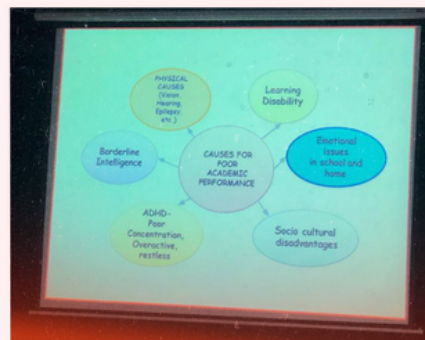 PHYSICAL
CAUSES
(Vision,
Hearing,
Epilepsy,
etc.)
Learning
Disability
Borderline
Intelligence
CAUSES FOR
POOR
ACADEMIC
PERFORMANCE
Emotional
issues
in school and
home
ADHD-
Poor
Concentration,
Overactive,
restless
Socio cultural
disadvantages